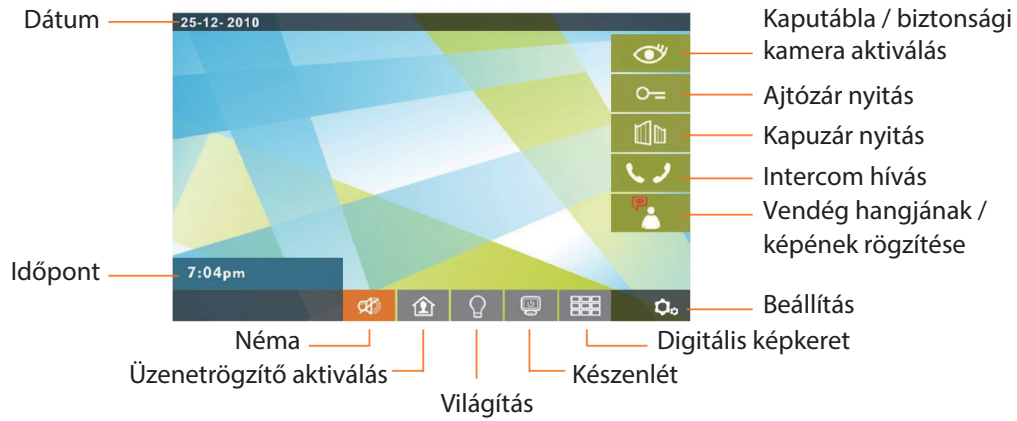 Dátum
25-12- 2010
Kaputábla / biztonsági
kamera aktiválás
Ajtózár nyitás
Kapuzár nyitás
Intercom hívás
Vendég hangjának /
képének rögzítése
Időpont
7:04pm
Beállítás
Néma
Digitális képkeret
Üzenetrögzítő aktiválás
Készenlét
Világítás